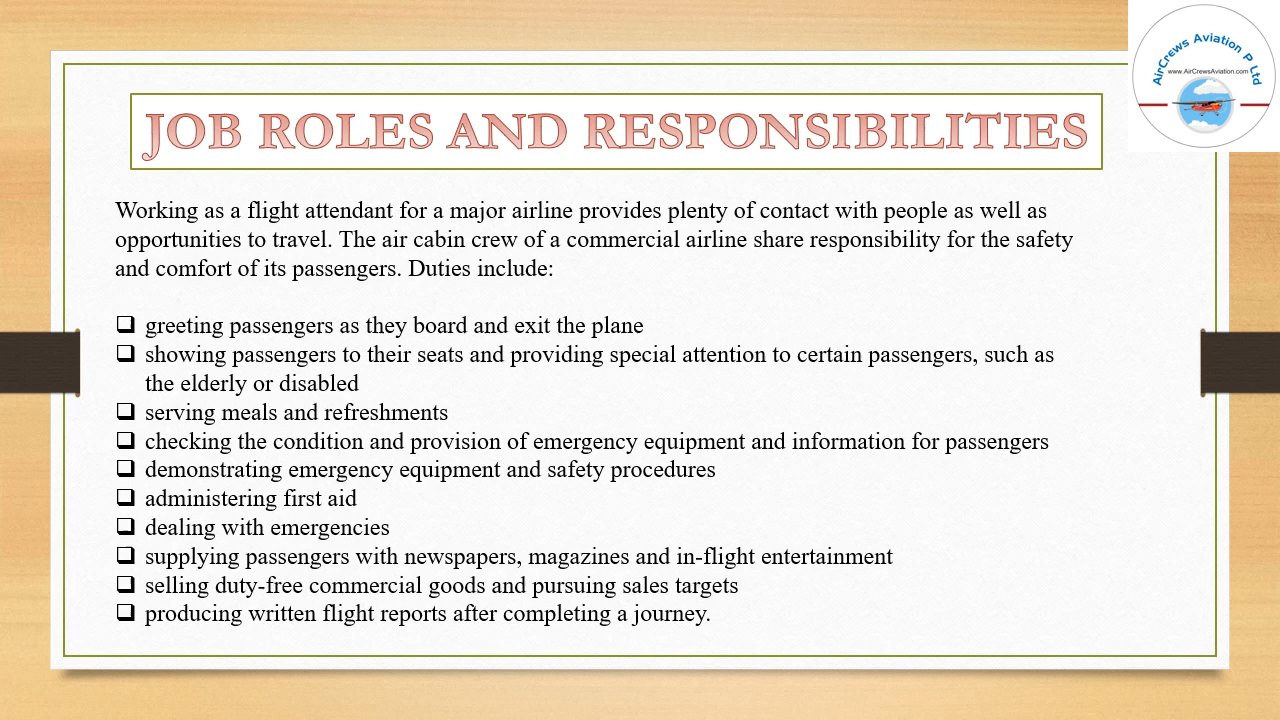 AirCrews Aviation P Ltd
www.AirCrewsAviation.com
JOB ROLES AND RESPONSIBILITIES
Working as a flight attendant for a major airline provides plenty of contact with people as well as
opportunities to travel. The air cabin crew of a commercial airline share responsibility for the safety
and comfort of its passengers. Duties include:
❑ greeting passengers as they board and exit the plane
❑ showing passengers to their seats and providing special attention to certain passengers, such as
the elderly or disabled
❑ serving meals and refreshments
❑ checking the condition and provision of emergency equipment and information for passengers
❑ demonstrating emergency equipment and safety procedures
❑ administering first aid
❑ dealing with emergencies
❑ supplying passengers with newspapers, magazines and in-flight entertainment
❑ selling duty-free commercial goods and pursuing sales targets
❑ producing written flight reports after completing a journey.